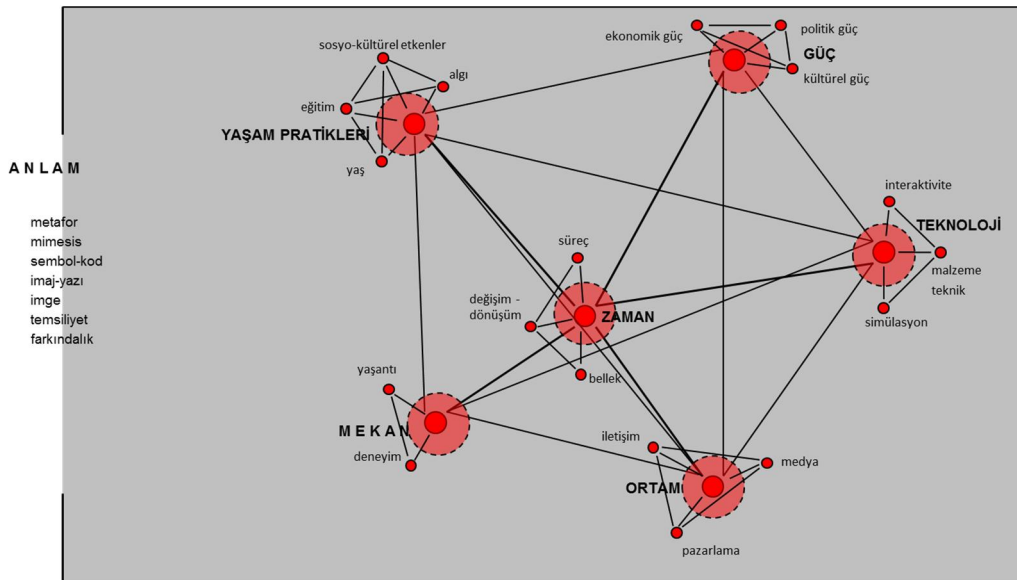 A N L A M
metafor
mimesis
sembol-kod
imaj-yazı
imge
temsiliyet
farkındalık
sosyo-kültürel etkenler
algı
eğitim
YAŞAM PRATİKLERİ
yaş
ekonomik güç
politik güç
GÜÇ
kültürel güç
interaktivite
TEKNOLOJİ
malzeme
teknik
simülasyon
süreç
değişim -
dönüşüm
ZAMAN
bellek
yaşantı
M E K A N
deneyim
iletişim
medya
ORTAM
pazarlama